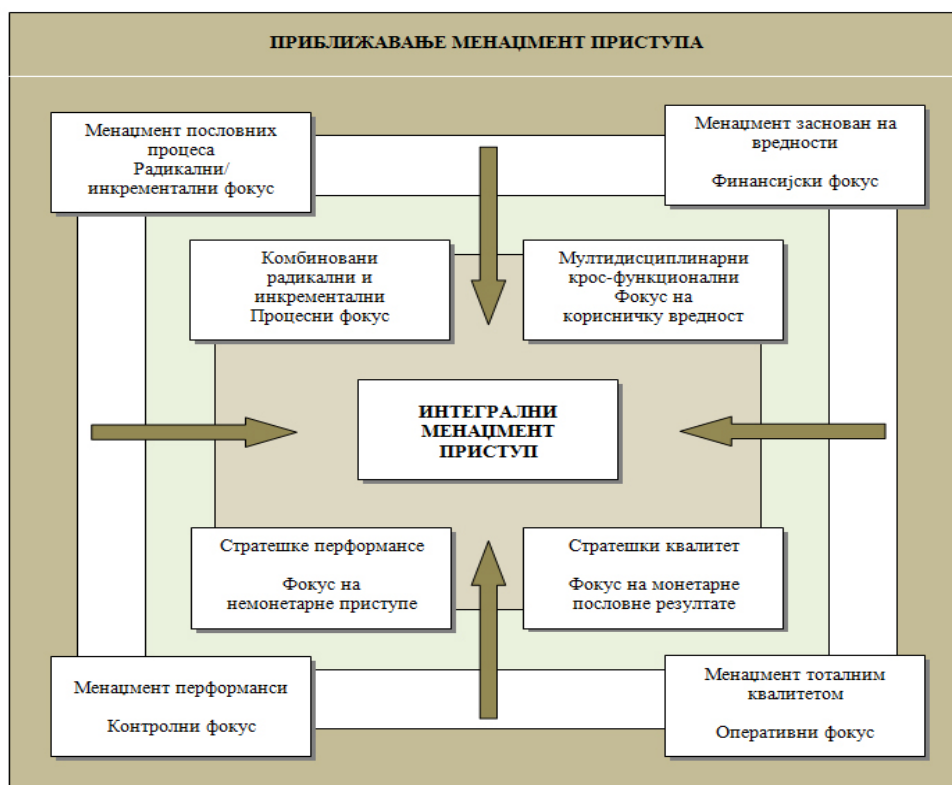 ПРИБЛИЖАВАЊЕ МЕНАЏМЕНТ ПРИСТУПА
Менаџмент пословних
процеса
Радикални/
инкрементални фокус
Менаџмент заснован на
вредности
Финансијски фокус
Комбиновани
радикални и
инкрементални
Процесни фокус
Мултидисциплинарни
крос-функционални
Фокус на
корисничку вредност
ИНТЕГРАЛНИ
МЕНАЏМЕНТ
ПРИСТУП
Стратешке перформансе
Фокус на
немонетарне приступе
Стратешки квалитет
Фокус на монетарне
пословне резултате
Менаџмент перформанси
Контролни фокус
Менаџмент тоталним
квалитетом
Оперативни фокус